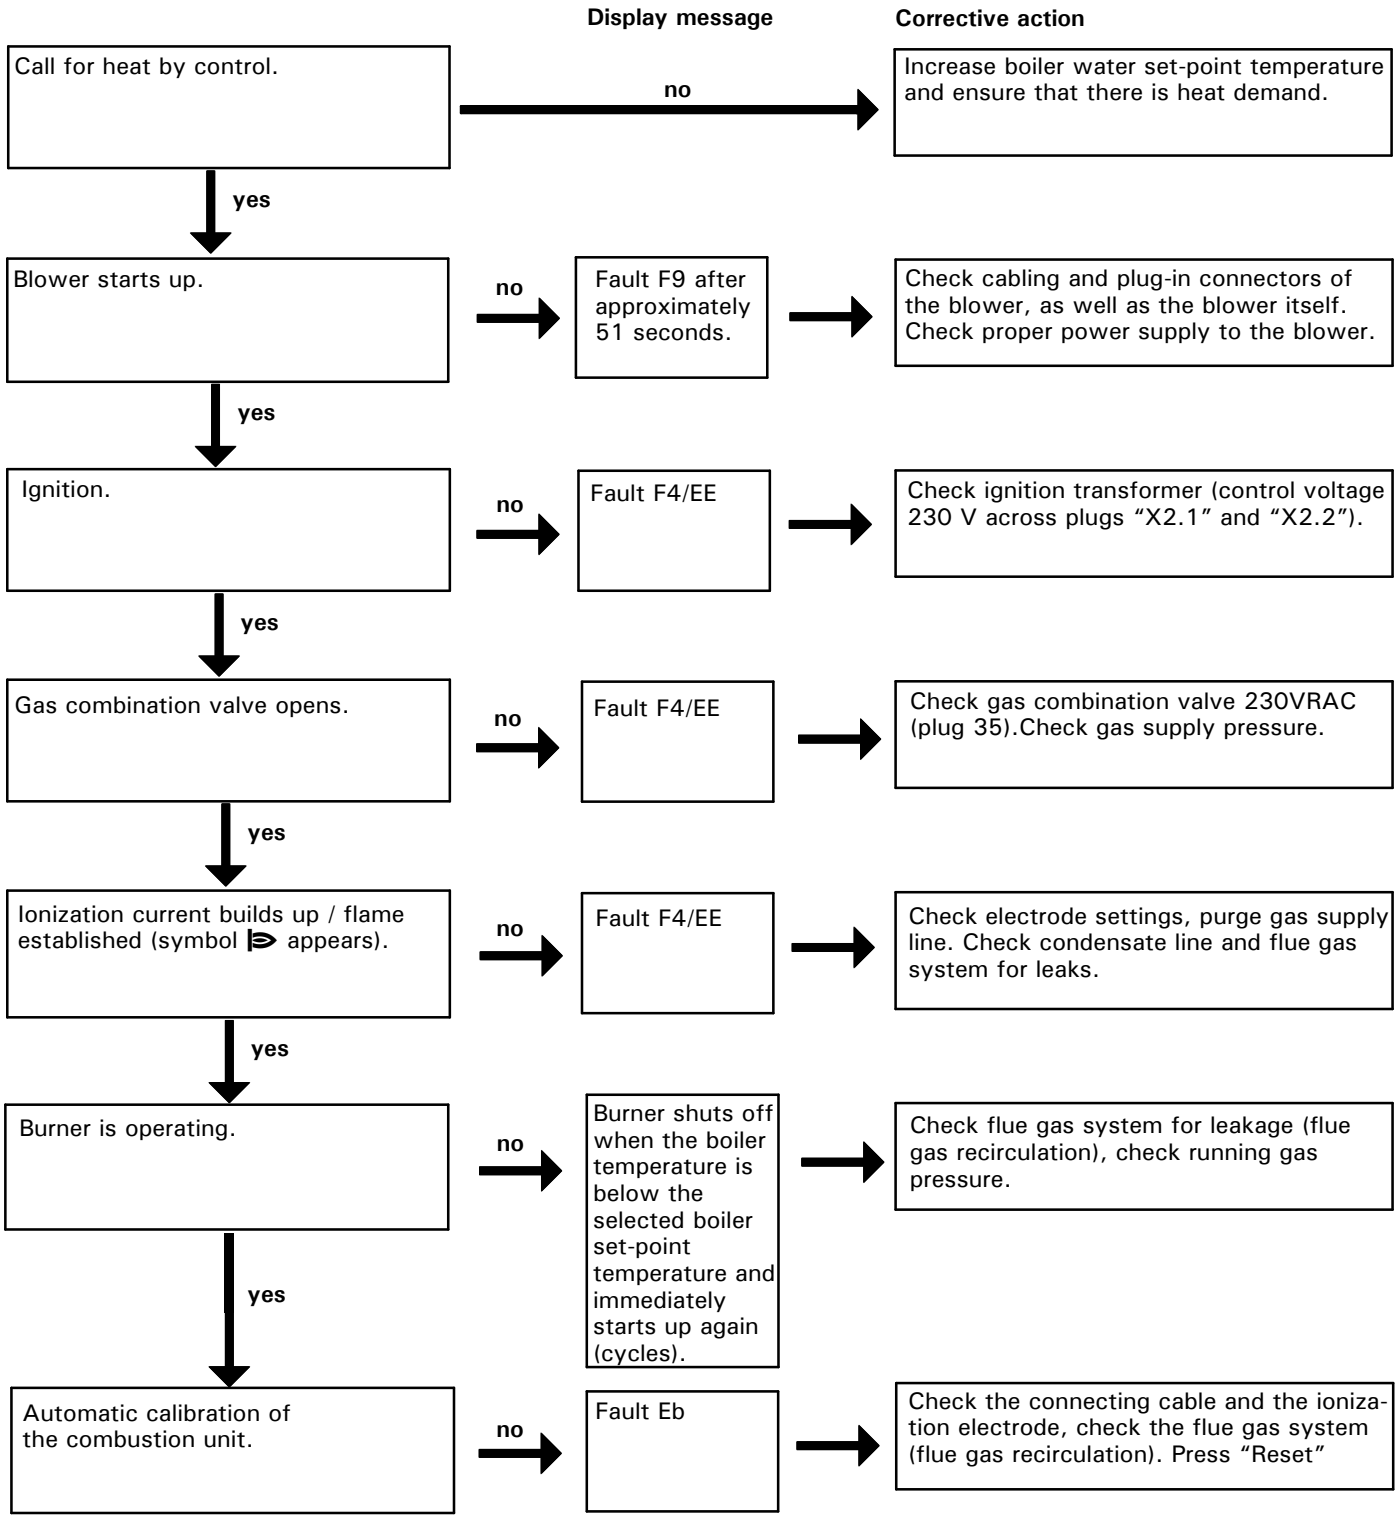 Display message
Corrective action
Call for heat by control.
no
Increase boiler water set-point temperature
and ensure that there is heat demand.
yes
Blower starts up.
no
Fault F9 after
approximately
51 seconds.
Check cabling and plug-in connectors of
the blower, as well as the blower itself.
Check proper power supply to the blower.
yes
Ignition.
no
Fault F4/EE
Check ignition transformer (control voltage
230 V across plugs “X2.1” and “X2.2”).
yes
Gas combination valve opens.
no
Fault F4/EE
Check gas combination valve 230VRAC
(plug 35).Check gas supply pressure.
yes
Ionization current builds up / flame
established (symbol appears).
no
Fault F4/EE
Check electrode settings, purge gas supply
line. Check condensate line and flue gas
system for leaks.
yes
Burner is operating.
no
Burner shuts off
when the boiler
temperature is
below the
selected boiler
set-point
temperature and
immediately
starts up again
(cycles).
Check flue gas system for leakage (flue
gas recirculation), check running gas
pressure.
yes
Automatic calibration of
the combustion unit.
no
Fault Eb
Check the connecting cable and the ioniza-
tion electrode, check the flue gas system
(flue gas recirculation). Press “Reset”